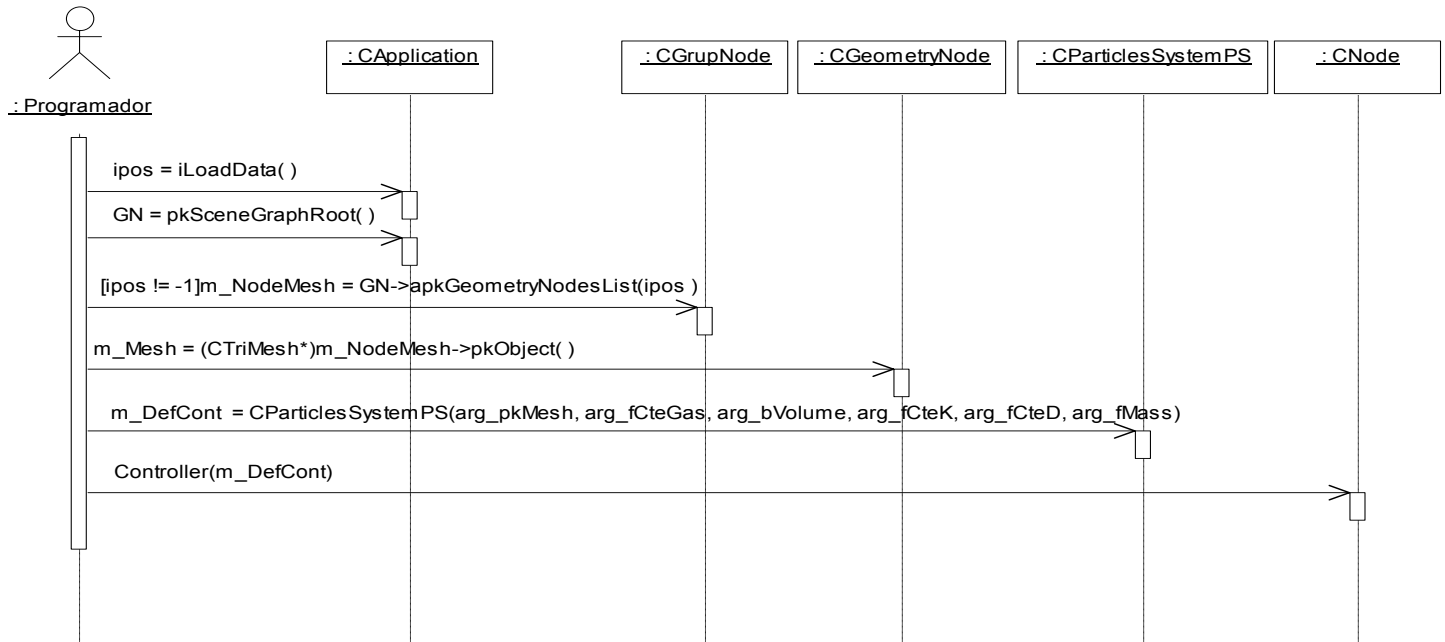 : CApplication
: CGrupNode
: CGeometryNode
: CParticlesSystemPS
: CNode
: Programador
ipos = iLoadData( )
GN = pkSceneGraphRoot( )
[ipos != -1]m_NodeMesh = GN->apkGeometryNodesList(ipos )
m_Mesh = (CTriMesh*)m_NodeMesh->pkObject( )
m_DefCont = CParticlesSystemPS(arg_pkMesh, arg_fCteGas, arg_bVolume, arg_fCteK, arg_fCteD, arg_fMass)
Controller(m_DefCont)